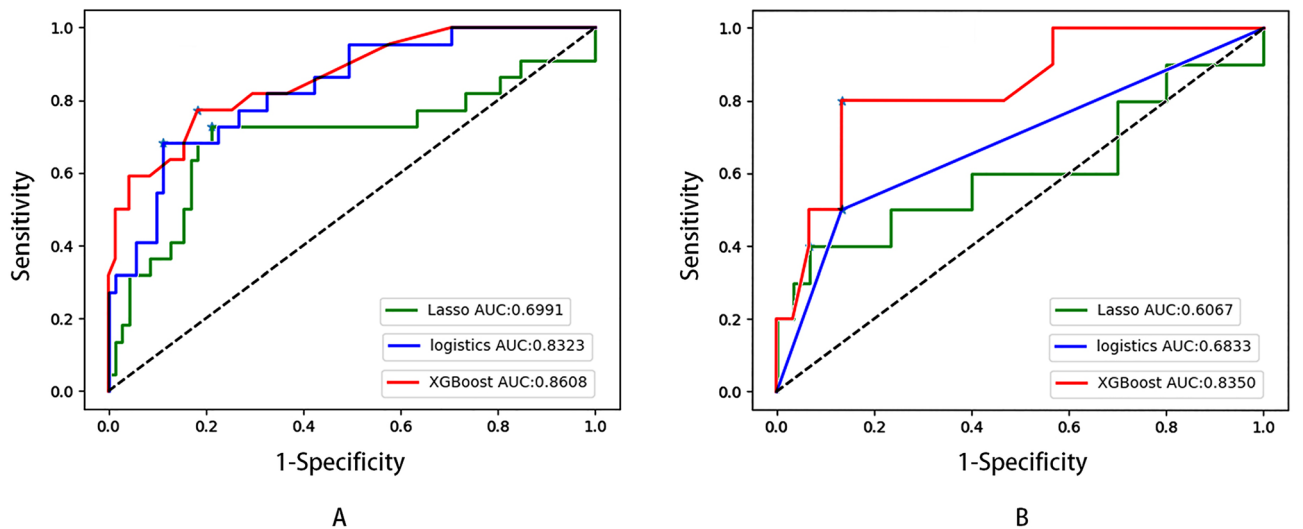 1.0
0.8
0.6
0.4
0.2
0.0
Sensitivity
Lasso AUC:0.6991
logistics AUC:0.8323
XGBoost AUC:0.8608
0.0 0.2 0.4 0.6 0.8 1.0
1-Specificity
A
1.0
0.8
0.6
0.4
0.2
0.0
Sensitivity
Lasso AUC:0.6067
logistics AUC:0.6833
XGBoost AUC:0.8350
0.0 0.2 0.4 0.6 0.8 1.0
1-Specificity
B